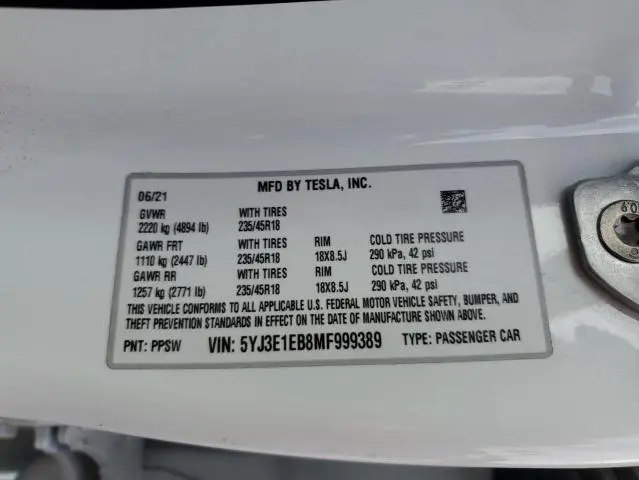 MFD BY TESLA, INC.
06/21
GVWR WITH TIRES
2220 kg (4894 lb) 235/45R18
GAWR FRT WITH TIRES RIM COLD TIRE PRESSURE
1110 kg (2447 lb) 235/45R18 18X8.5J 290 kPa, 42 psi
GAWR RR WITH TIRES RIM COLD TIRE PRESSURE
1257 kg (2771 lb) 235/45R18 18X8.5J 290 kPa, 42 psi
THIS VEHICLE CONFORMS TO ALL APPLICABLE U.S. FEDERAL MOTOR VEHICLE SAFETY, BUMPER, AND
THEFT PREVENTION STANDARDS IN EFFECT ON THE DATE OF MANUFACTURE SHOWN ABOVE.
PNT: PPSW VIN: 5YJ3E1EB8MF999389 TYPE: PASSENGER CAR